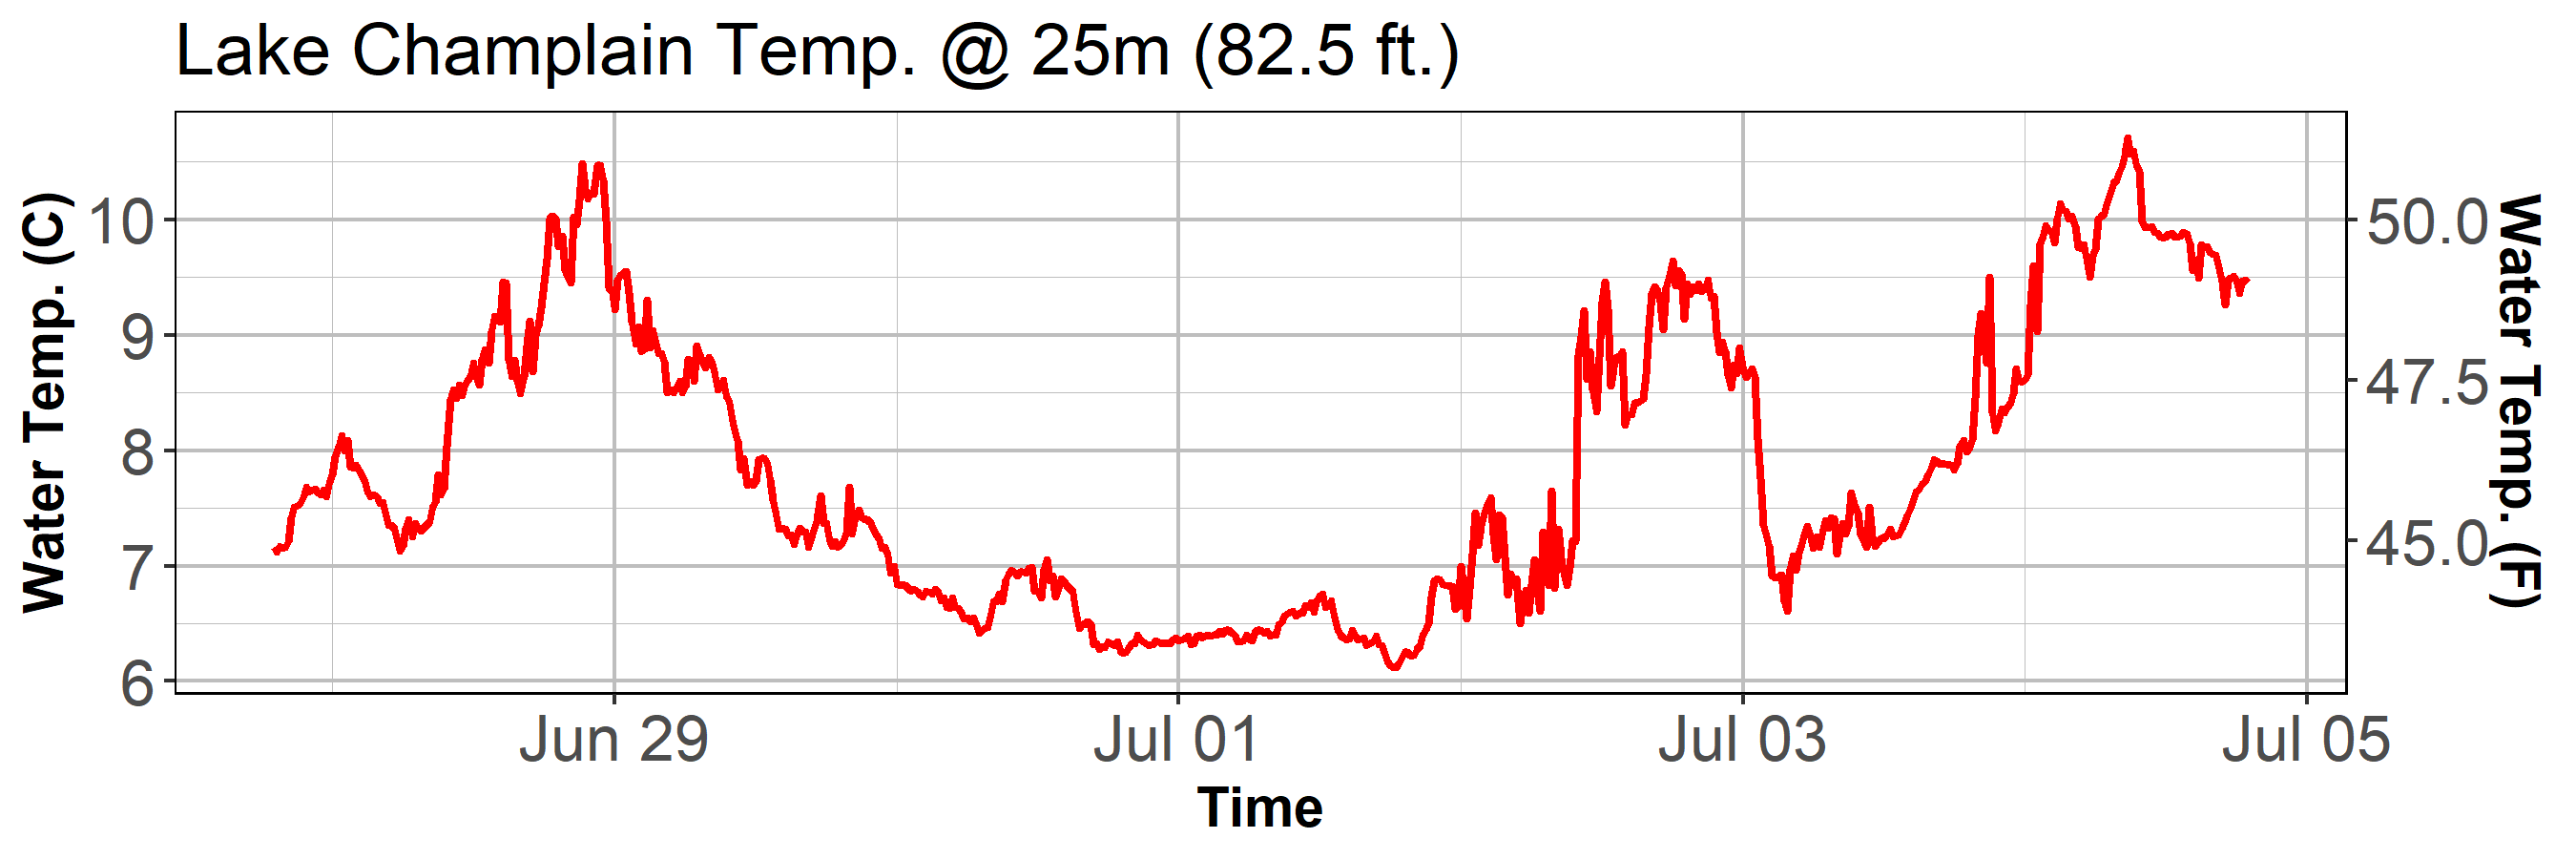 Lake Champlain Temp. @ 25m (82.5 ft.)
Water Temp. (C)
10
9
8
7
6
50.0
47.5
45.0
Water Temp. (F)
Jun 29
Jul 01
Jul 03
Jul 05
Time